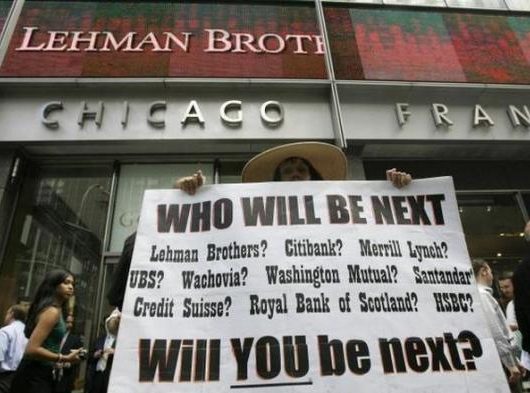 LEHMAN BROT
CHICAGO FRAN
WHO WILL BE NEXT
Lehman Brothers? Citibank? Merrill Lynch?
UBS? Wachovia? Washington Mutual? Santander
Credit Suisse? Royal Bank of Scotland? HSBC?
Will YOU be next?